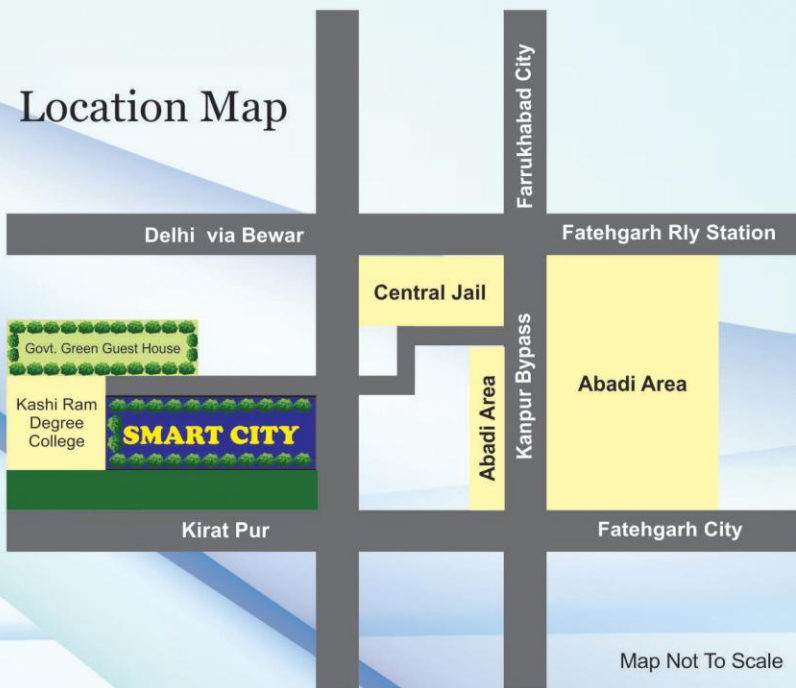 Location Map
Farrukhabad City
Delhi  via Bewar
Fatehgarh Rly Station
Central Jail
Govt. Green Guest House
Kanpur Bypass
Abadi Area
Abadi Area
Kashi Ram
Degree
College
SMART CITY
Kirat Pur
Fatehgarh City
Map Not To Scale